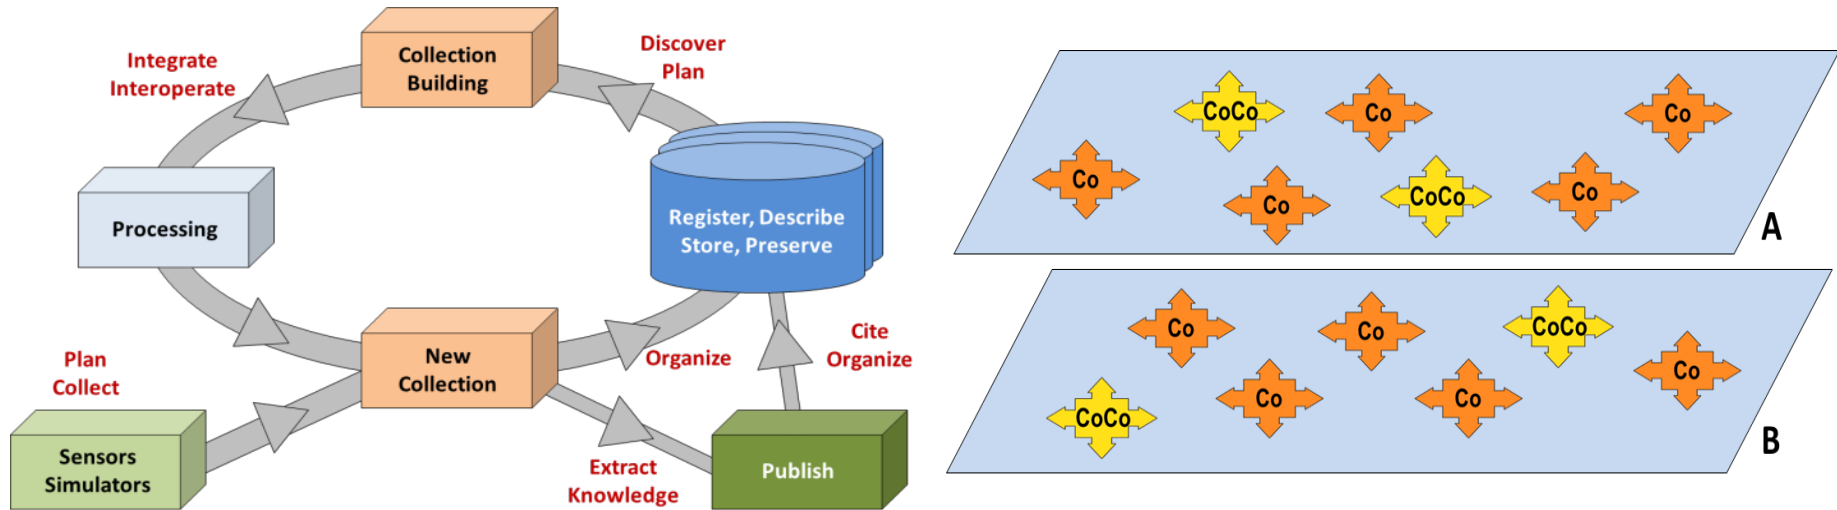 Integrate
Interoperate
Collection
Building
Discover
Plan
Processing
Register, Describe
Store, Preserve
New
Collection
Organize
Cite
Organize
Plan
Collect
Sensors
Simulators
Extract
Knowledge
Publish
CoCo
Co
Co
Co
Co
CoCo
Co
A
Co
Co
CoCo
Co
Co
Co
CoCo
B